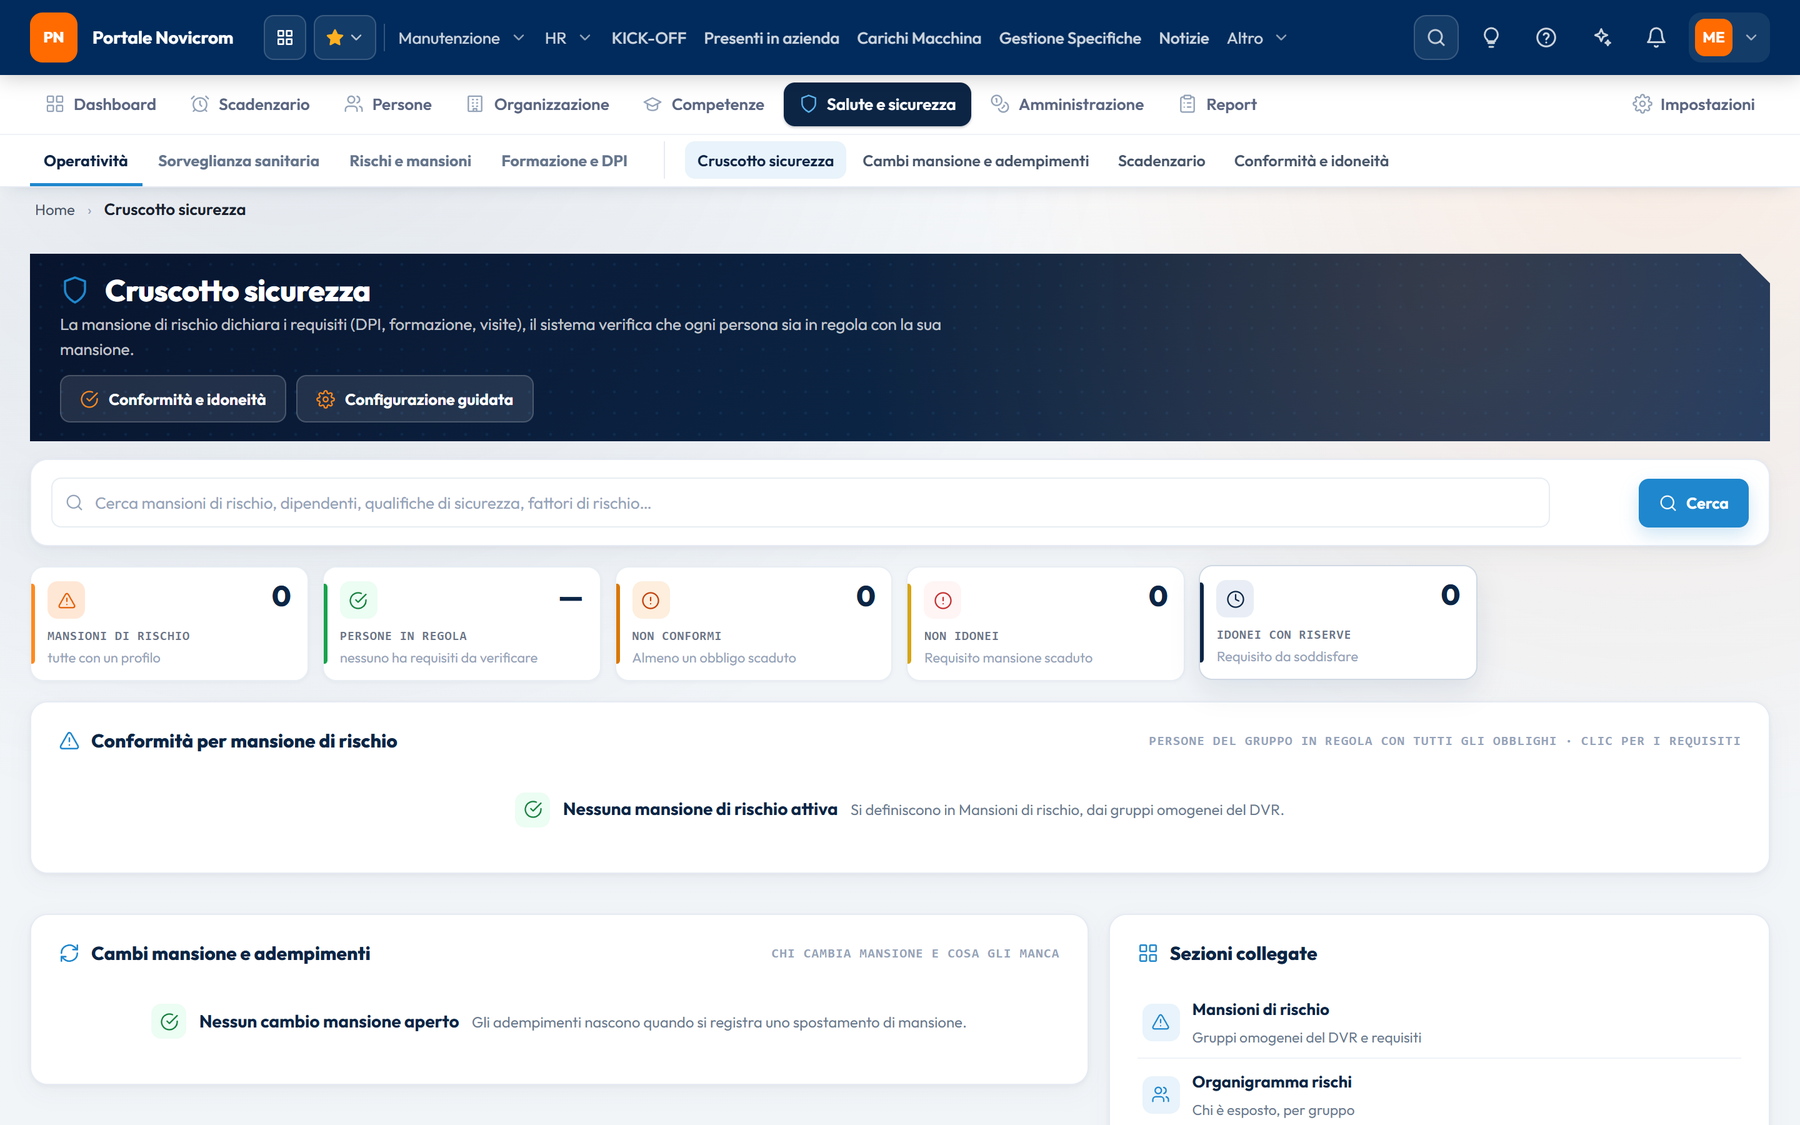 PN Portale Novicrom Manutenzione HR KICK-OFF Presenti in azienda Carichi Macchina Gestione Specifiche Notizie Altro ME
Dashboard Scadenzario Persone Organizzazione Competenze Salute e sicurezza Amministrazione Report Impostazioni
Operatività Sorveglianza sanitaria Rischi e mansioni Formazione e DPI Cruscotto sicurezza Cambi mansione e adempimenti Scadenzario Conformità e idoneità
Home › Cruscotto sicurezza
Cruscotto sicurezza
La mansione di rischio dichiara i requisiti (DPI, formazione, visite), il sistema verifica che ogni persona sia in regola con la sua
mansione.
Conformità e idoneità Configurazione guidata
Cerca mansioni di rischio, dipendenti, qualifiche di sicurezza, fattori di rischio... Cerca
0 — 0 0 0
MANSIONI DI RISCHIO PERSONE IN REGOLA NON CONFORMI NON IDONEI IDONEI CON RISERVE
tutte con un profilo nessuno ha requisiti da verificare Almeno un obbligo scaduto Requisito mansione scaduto Requisito da soddisfare
Conformità per mansione di rischio PERSONE DEL GRUPPO IN REGOLA CON TUTTI GLI OBBLIGHI · CLIC PER I REQUISITI
Nessuna mansione di rischio attiva Si definiscono in Mansioni di rischio, dai gruppi omogenei del DVR.
Cambi mansione e adempimenti CHI CAMBIA MANSIONE E COSA GLI MANCA
Nessun cambio mansione aperto Gli adempimenti nascono quando si registra uno spostamento di mansione.
Sezioni collegate
Mansioni di rischio
Gruppi omogenei del DVR e requisiti
Organigramma rischi
Chi è esposto, per gruppo